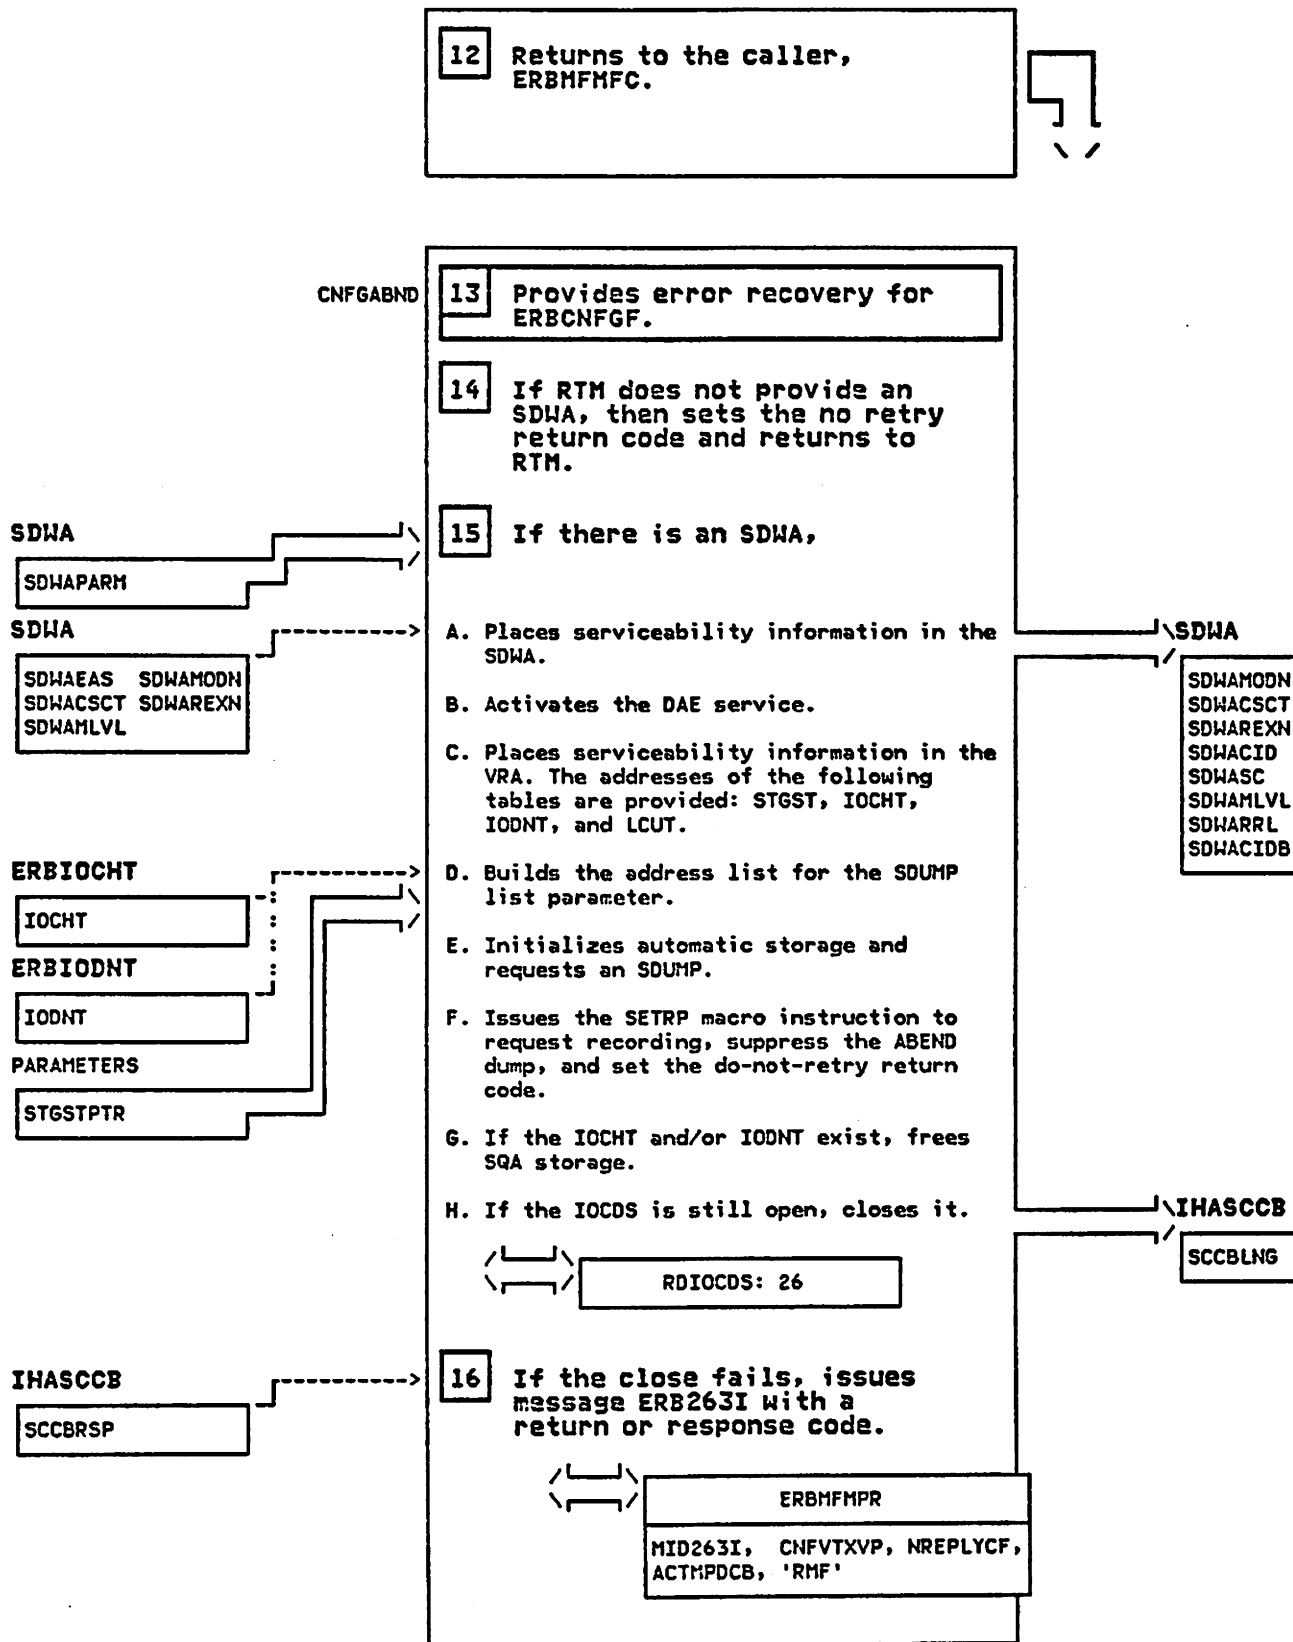 12 Returns to the caller,
ERBMFMFC.
CNFGABND
13 Provides error recovery for
ERBCNFGF.
14 If RTM does not provide an
SDWA, then sets the no retry
return code and returns to
RTM.
SDWA
SDWAPARM
15 If there is an SDWA,
SDWA
SDWAEAS SDWAMODN
SDWACSCT SDWAREXN
SDWAMLVL
A. Places serviceability information in the
SDWA.
B. Activates the DAE service.
C. Places serviceability information in the
VRA. The addresses of the following
tables are provided: STGST, IOCHT,
IODNT, and LCUT.
SDWA
SDWAMODN
SDWACSCT
SDWAREXN
SDWACID
SDWASC
SDWAMLVL
SDWARRL
SDWACIDB
ERBIOCHT
IOCHT
ERBIODNT
IODNT
PARAMETERS
STGSTPTR
D. Builds the address list for the SDUMP
list parameter.
E. Initializes automatic storage and
requests an SDUMP.
F. Issues the SETRP macro instruction to
request recording, suppress the ABEND
dump, and set the do-not-retry return
code.
G. If the IOCHT and/or IODNT exist, frees
SQA storage.
H. If the IOCDS is still open, closes it.
RDIOCDS: 26
IHASCCB
SCCBLNG
IHASCCB
SCCBRSP
16 If the close fails, issues
message ERB263I with a
return or response code.
ERBMFMPR
MID263I, CNFVTXVP, NREPLYCF,
ACTMPDCB, 'RMF'